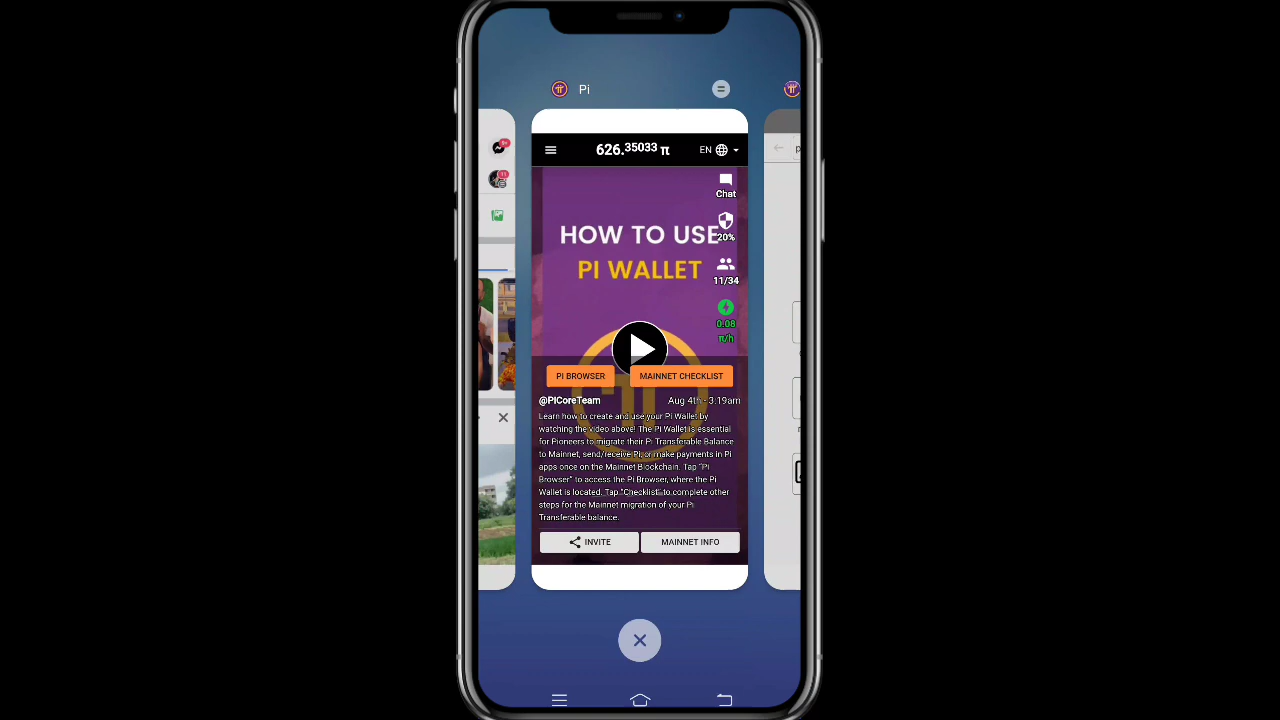 Pi
626.35033 π
EN
Chat
HOW TO USE
20%
PI WALLET
11/34
0.08
π/h
PI BROWSER
MAINNET CHECKLIST
@PiCoreTeam
Aug 4th - 3:19am
Learn how to create and use your Pi Wallet by
watching the video above! The Pi Wallet is essential
for Pioneers to migrate their Pi Transferable Balance
to Mainnet, send/receive Pi, or make payments in Pi
apps once on the Mainnet Blockchain. Tap "Pi
Browser" to access the Pi Browser, where the Pi
Wallet is located. Tap "Checklist" to complete other
steps for the Mainnet migration of your Pi
Transferable balance.
INVITE
MAINNET INFO